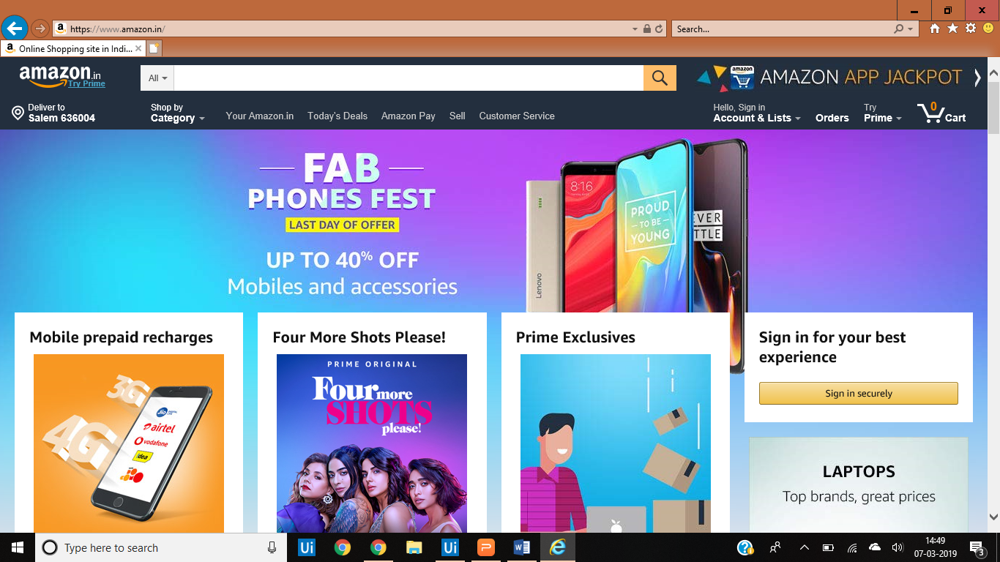 https://www.amazon.in/
Search...
Online Shopping site in Indi...
amazon.in
Try Prime
All
amazon
AMAZON APP JACKPOT
Deliver to
Salem 636004
Shop by
Category
Your Amazon.in
Today's Deals
Amazon Pay
Sell
Customer Service
Hello, Sign in
Account & Lists
Orders
Try
Prime
0
Cart
FAB
PHONES FEST
LAST DAY OF OFFER
UP TO 40% OFF
Mobiles and accessories
Lenovo
8:16
PROUD
TO BE
YOUNG
Mobile prepaid recharges
3G
4G
Jio
airtel
vodafone
idea
Four More Shots Please!
PRIME ORIGINAL
Four more
SHOTS
please!
Prime Exclusives
Sign in for your best
experience
Sign in securely
LAPTOPS
Top brands, great prices
Type here to search
Ui
Ui
14:49
07-03-2019
3